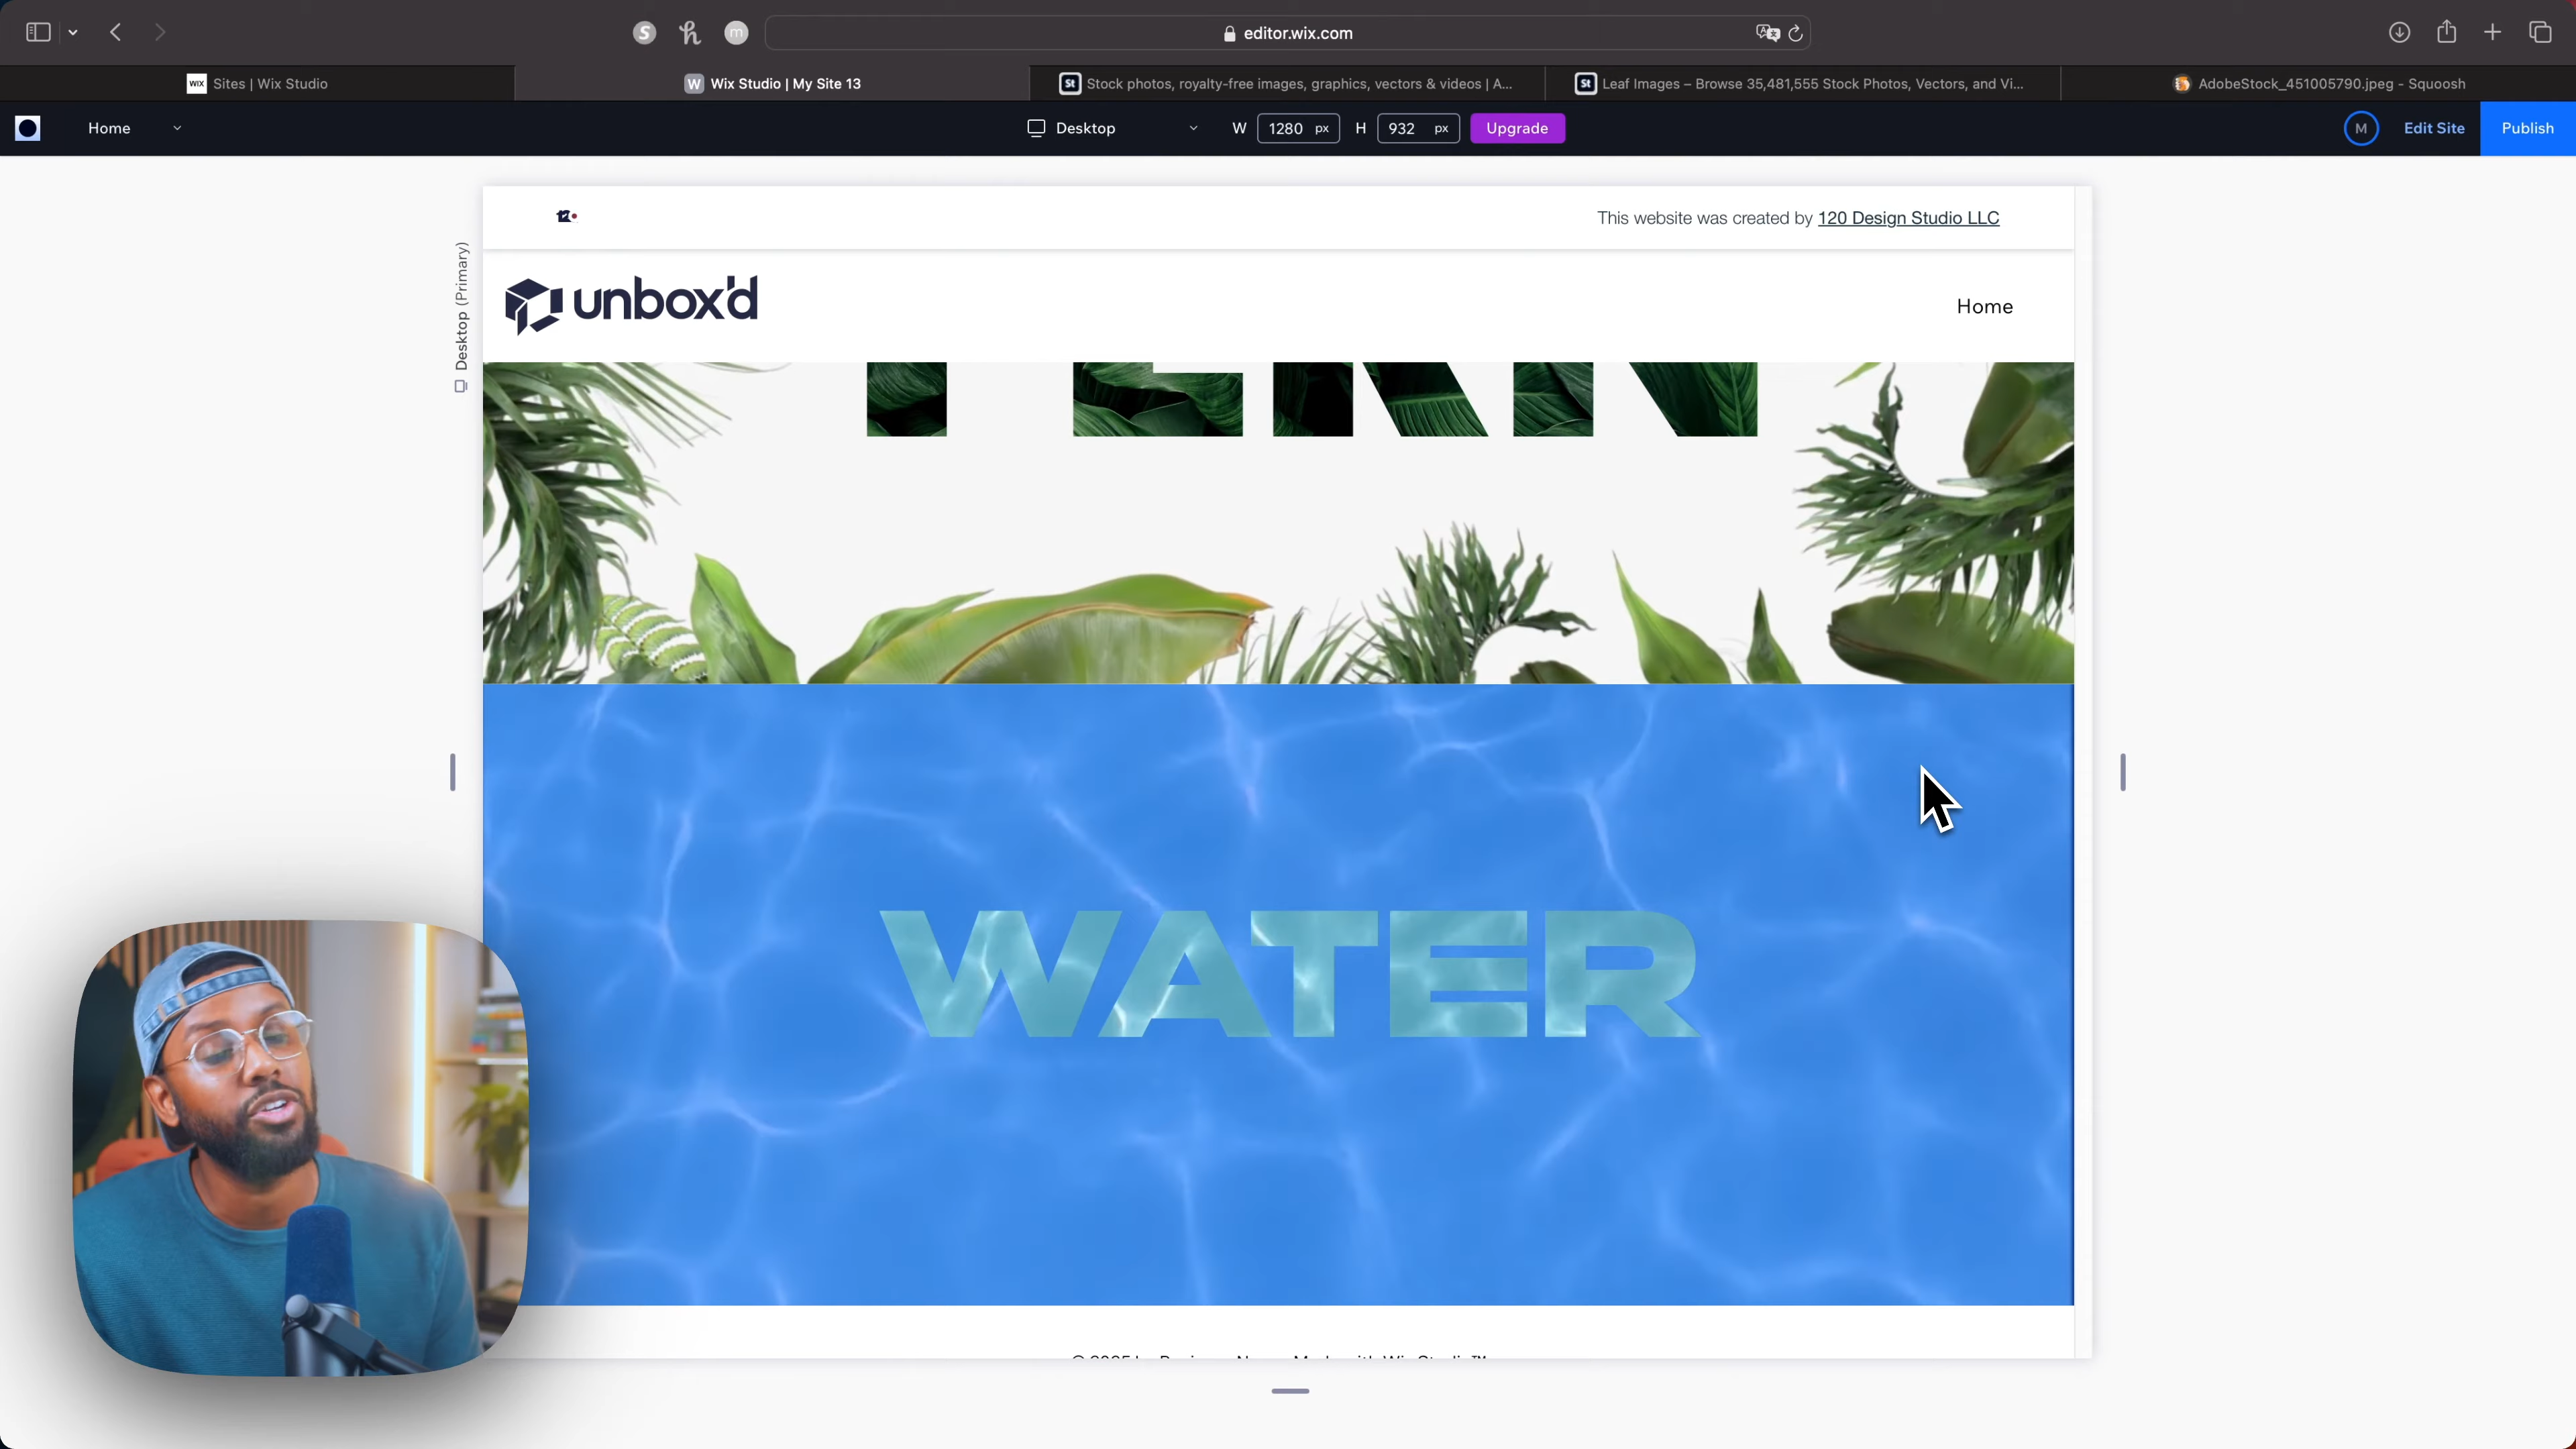 editor.wix.com
WIX Sites | Wix Studio
W Wix Studio | My Site 13
St Stock photos, royalty-free images, graphics, vectors & videos | A...
St Leaf Images – Browse 35,481,555 Stock Photos, Vectors, and Vi...
AdobeStock_451005790.jpeg - Squoosh
Home
Desktop
W 1280 px H 932 px
Upgrade
M
Edit Site
Publish
Desktop (Primary)
This website was created by 120 Design Studio LLC
unbox'd
Home
WATER